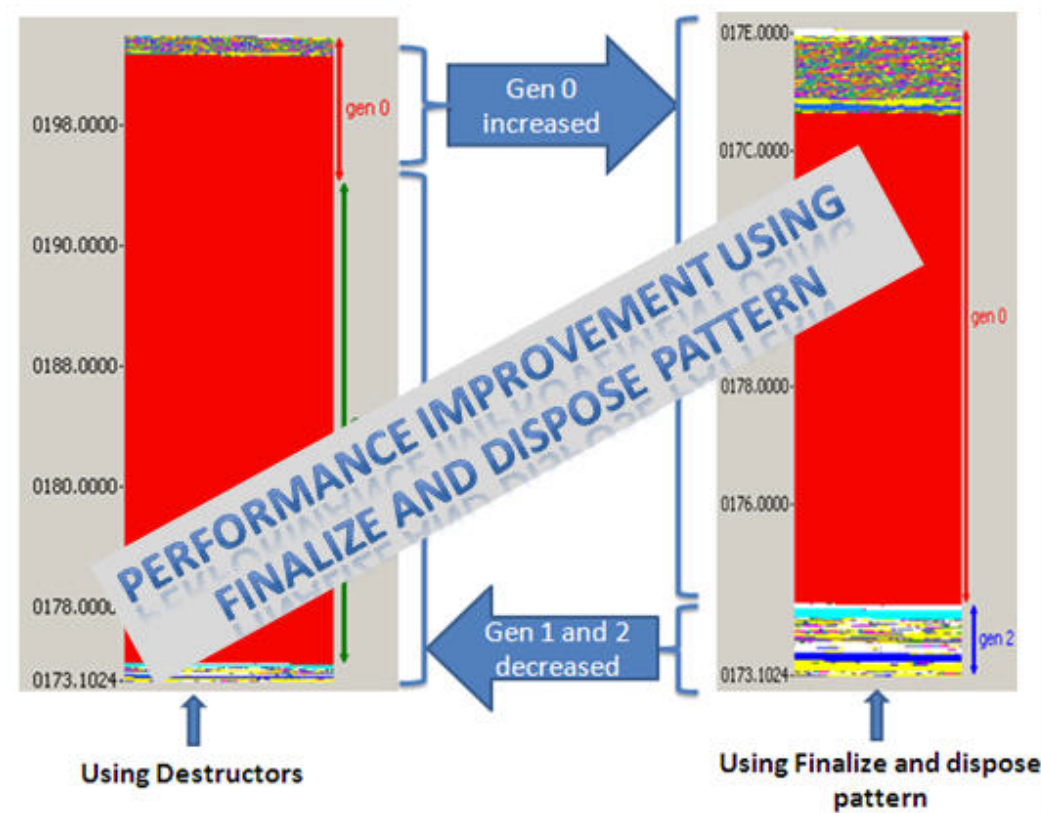 017E.0000-
gen 0
Gen 0
increased
0198.0000-
017C.0000-
0190.0000-
PERFORMANCE IMPROVEMENT USING
FINALIZE AND DISPOSE PATTERN
gen 0
0188.0000-
0178.0000-
0180.0000-
0176.0000-
0178.000
Gen 1 and 2
decreased
gen 2
0173.1024-
0173.1024-
Using Destructors
Using Finalize and dispose
pattern